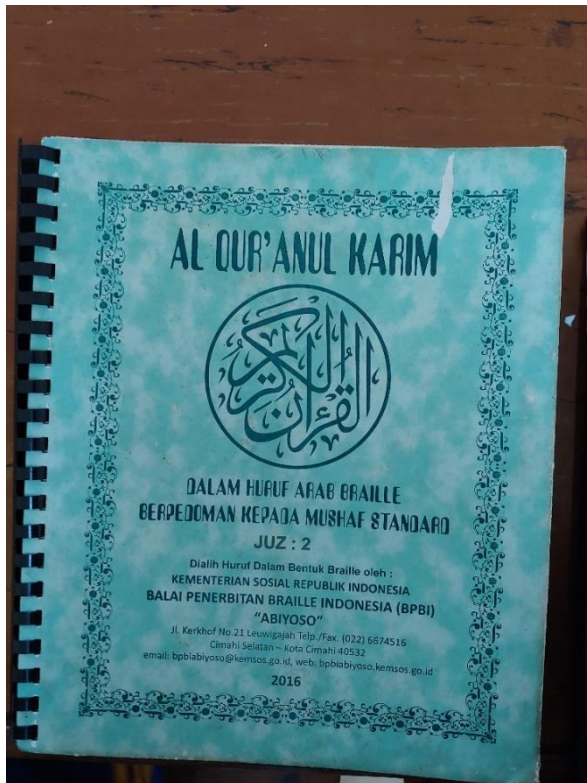 AL QUR'ANUL KARIM
القرآن الكريم
DALAM HURUF ARAB BRAILLE
BERPEDOMAN KEPADA MUSHAF STANDARD
JUZ : 2
Dialih Huruf Dalam Bentuk Braille oleh :
KEMENTERIAN SOSIAL REPUBLIK INDONESIA
BALAI PENERBITAN BRAILLE INDONESIA (BPBI)
"ABIYOSO"
Jl. Kerkhof No.21 Leuwigajah Telp./Fax. (022) 6674516
Cimahi Selatan – Kota Cimahi 40532
email: bpbiabiyoso@kemsos.go.id, web: bpbiabiyoso.kemsos.go.id
2016